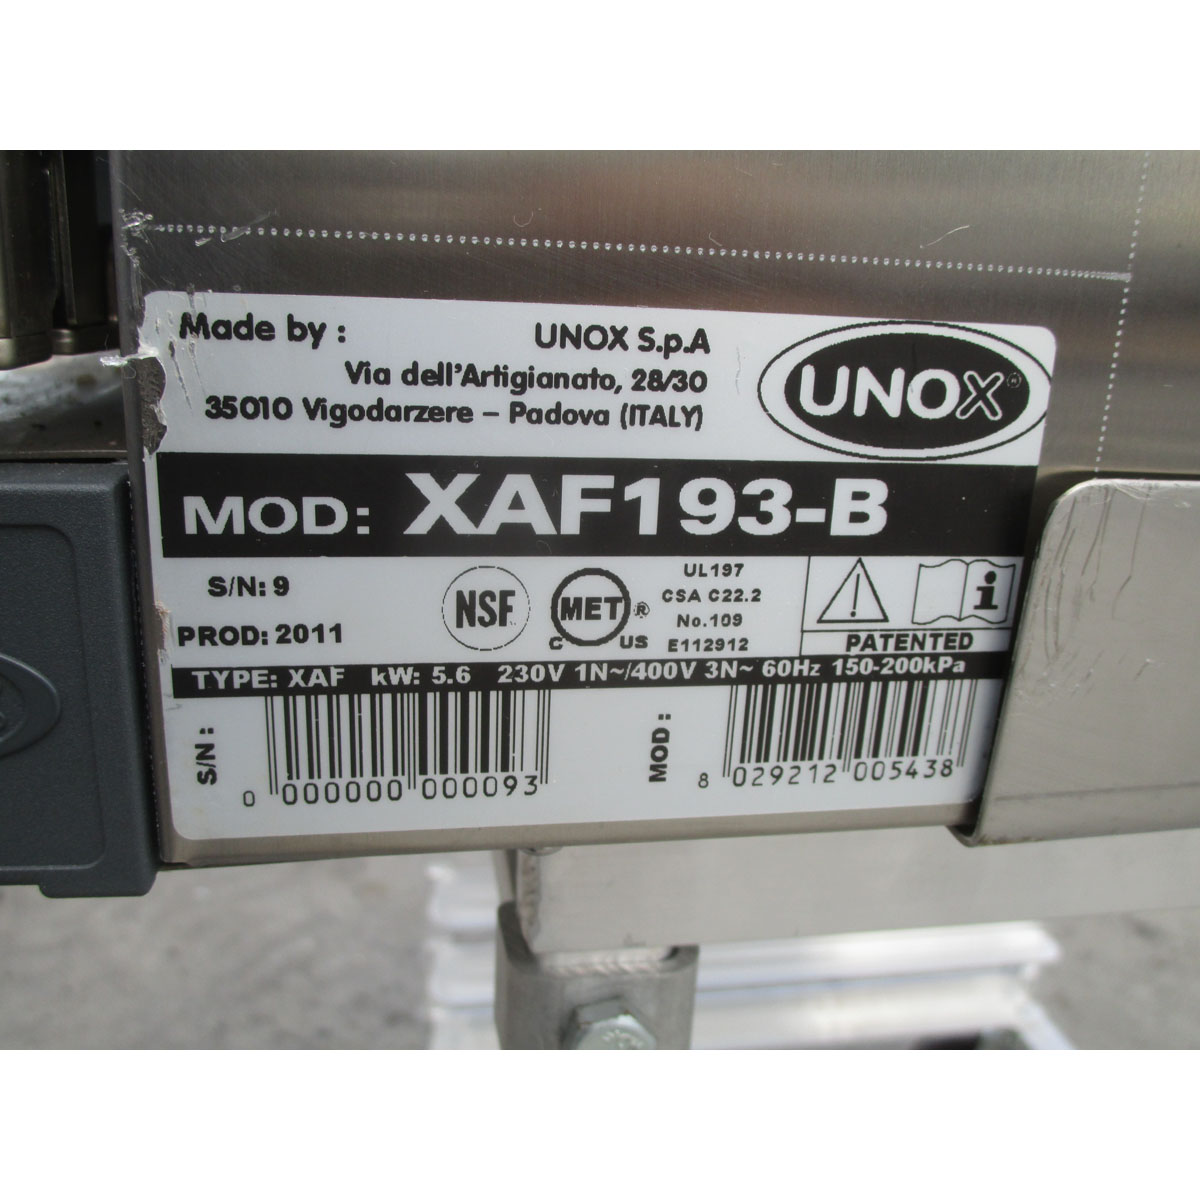 Made by :
UNOX S.p.A
Via dell'Artigianato, 28/30
35010 Vigodarzere – Padova (ITALY)
UNOX®
MOD: XAF193-B
S/N: 9
PROD: 2011
NSF
C MET® US
UL197
CSA C22.2
No.109
E112912
PATENTED
TYPE: XAF kW: 5.6 230V 1N~/400V 3N~ 60Hz 150-200kPa
S/N :
0 000000 000093
MOD :
8 029212 005438